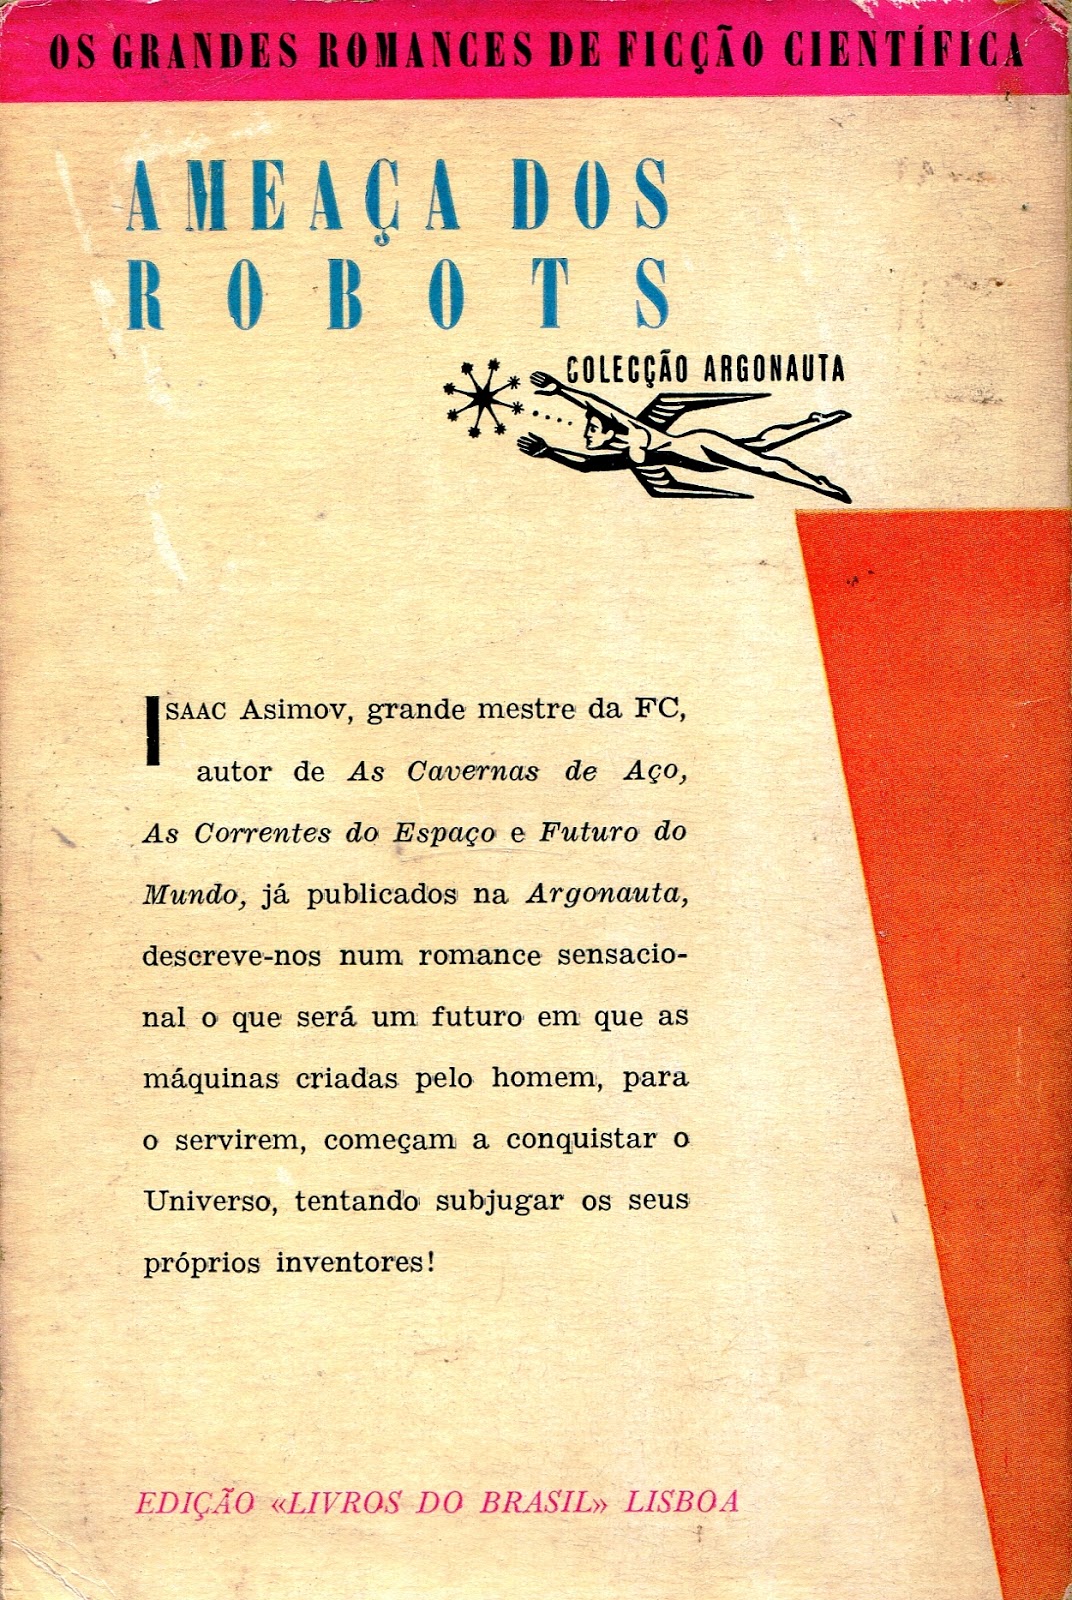 OS GRANDES ROMANCES DE FICÇÃO CIENTÍFICA
AMEAÇA DOS
ROBOTS
COLECÇÃO ARGONAUTA
ISAAC Asimov, grande mestre da FC,
autor de As Cavernas de Aço,
As Correntes do Espaço e Futuro do
Mundo, já publicados na Argonauta,
descreve-nos num romance sensacio-
nal o que será um futuro em que as
máquinas criadas pelo homem, para
o servirem, começam a conquistar o
Universo, tentando subjugar os seus
próprios inventores!
EDIÇÃO «LIVROS DO BRASIL» LISBOA